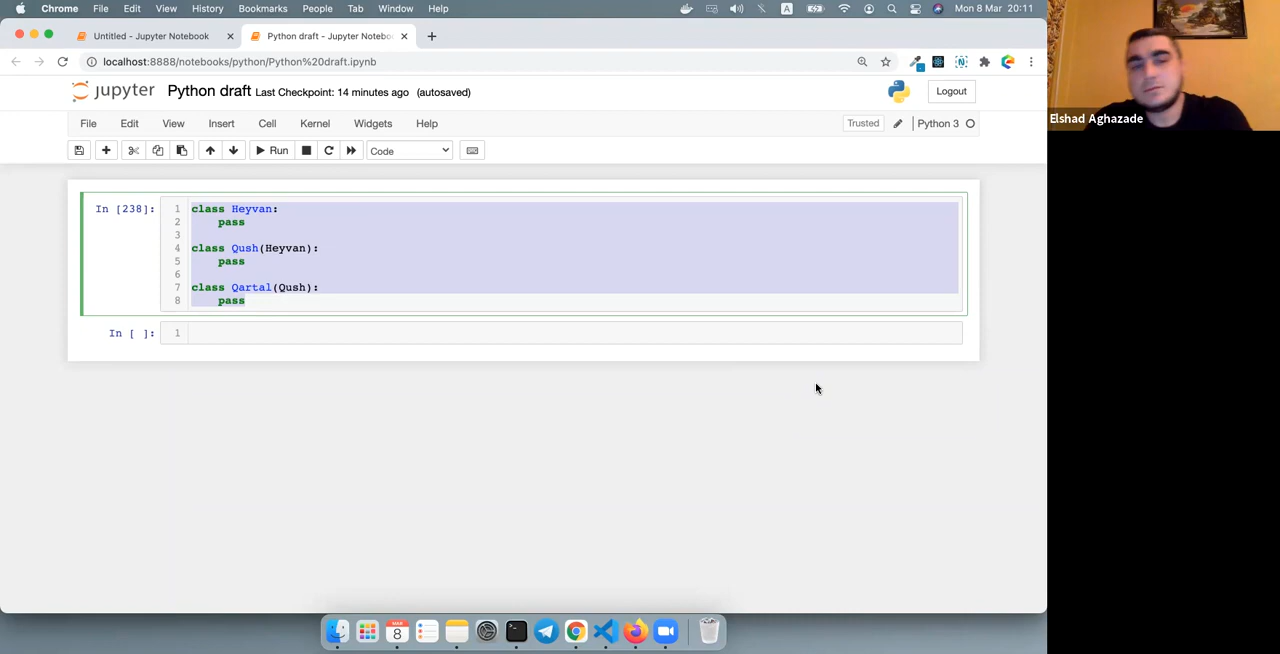 Chrome File Edit View History Bookmarks People Tab Window Help A Mon 8 Mar 20:11
Untitled - Jupyter Notebook Python draft - Jupyter Noteboo
localhost:8888/notebooks/python/Python%20draft.ipynb
jupyter Python draft Last Checkpoint: 14 minutes ago (autosaved) Logout
File Edit View Insert Cell Kernel Widgets Help Trusted Python 3
Run Code
In [238]: 1 class Heyvan:
2 pass
3
4 class Qush(Heyvan):
5 pass
6
7 class Qartal(Qush):
8 pass
In [ ]: 1
Elshad Aghazade
MAR
8